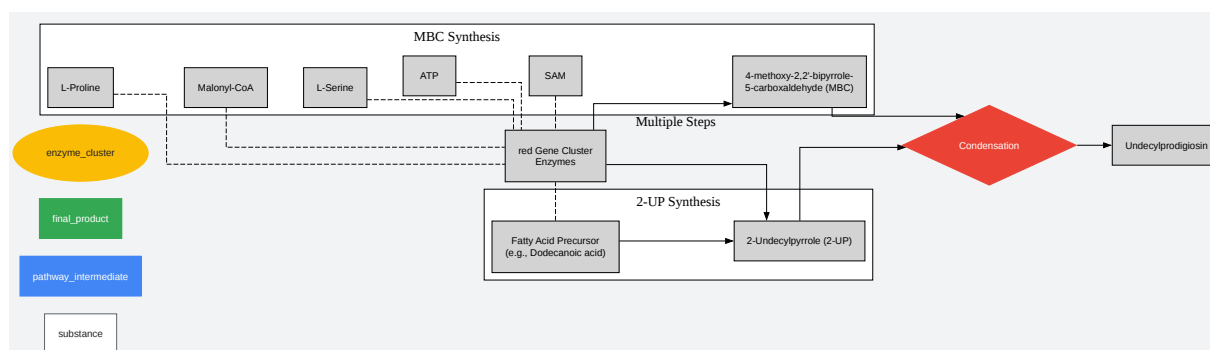 MBC Synthesis
L-Proline
Malonyl-CoA
L-Serine
ATP
SAM
4-methoxy-2,2'-bipyrrole-
5-carboxaldehyde (MBC)
Multiple Steps
enzyme_cluster
red Gene Cluster
Enzymes
Condensation
Undecylprodigiosin
2-UP Synthesis
final_product
Fatty Acid Precursor
(e.g., Dodecanoic acid)
2-Undecylpyrrole (2-UP)
pathway_intermediate
substance